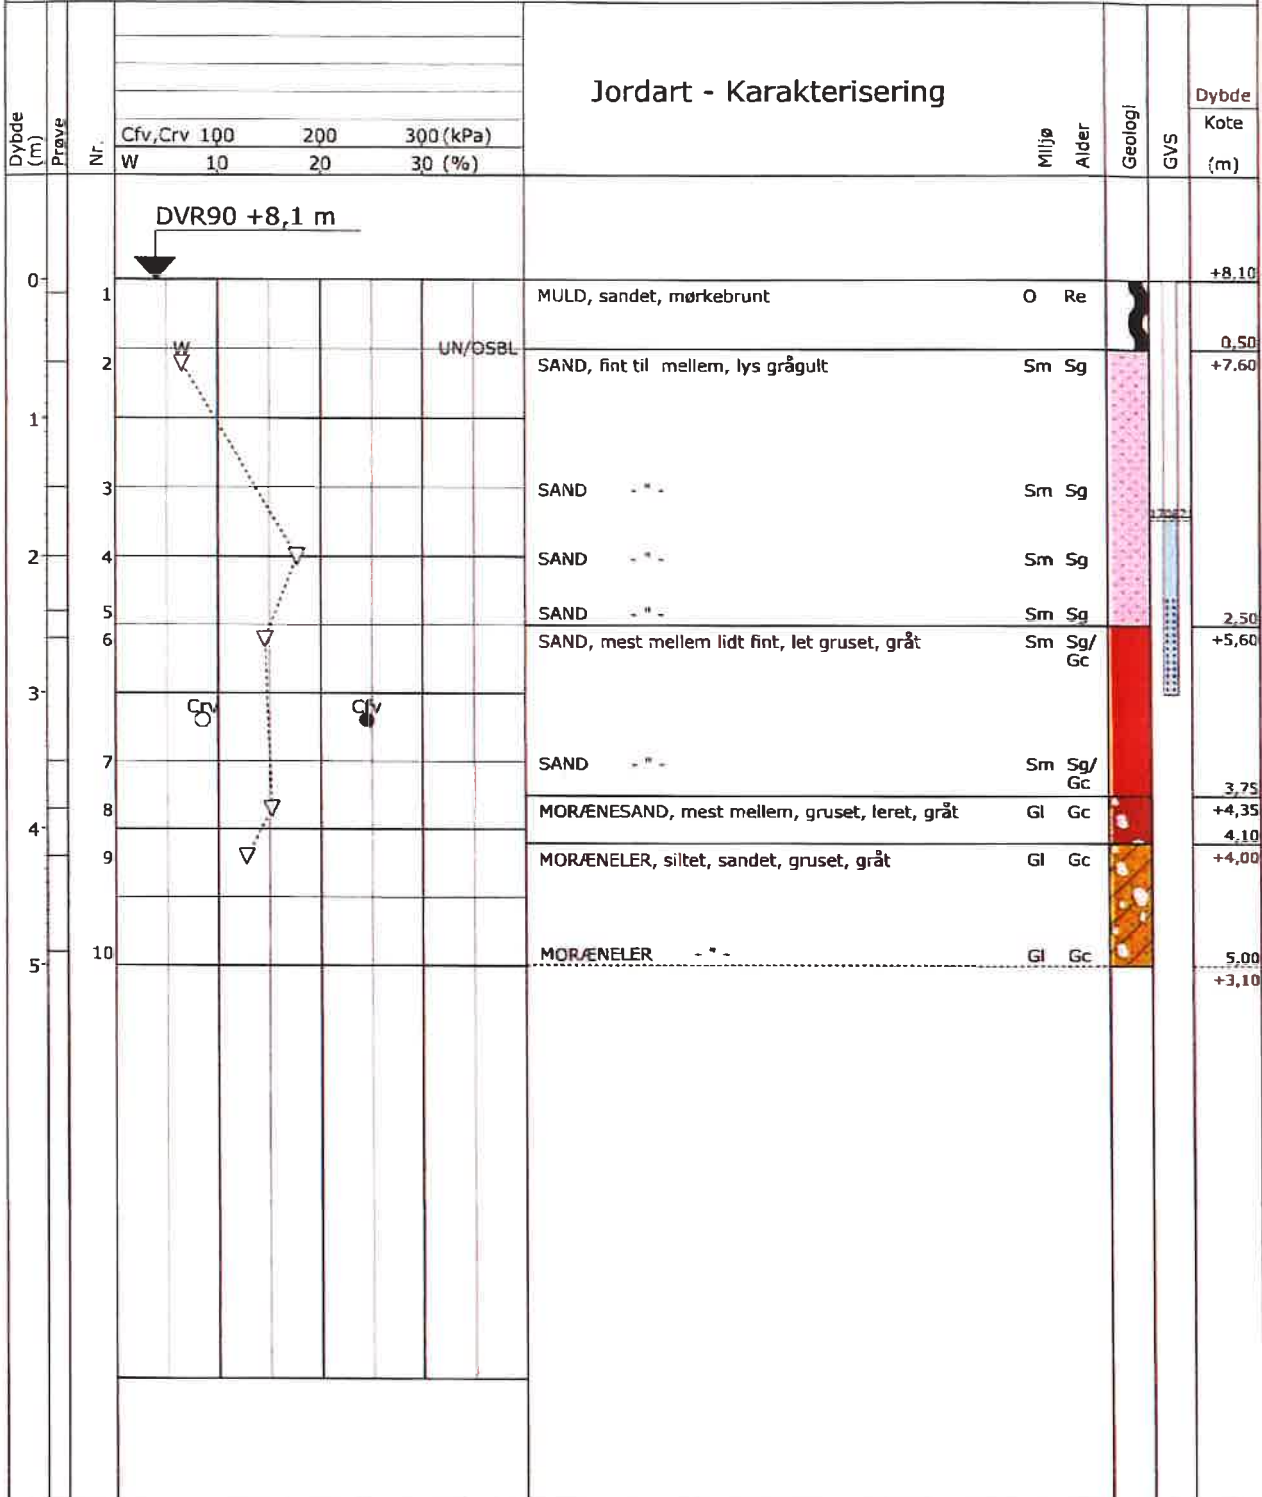 Jordart - Karakterisering
Dybde (m)
Prøve
Nr.
Cfv,Crv 100 200 300 (kPa)
W 10 20 30 (%)
Miljø
Alder
Geologi
GVS
Dybde
Kote
(m)
DVR90 +8,1 m
0
+8,10
1 MULD, sandet, mørkebrunt O Re
W UN/OSBL
0,50
2 SAND, fint til mellem, lys grågult Sm Sg +7,60
1
3 SAND - " - Sm Sg
2 4 SAND - " - Sm Sg
5 SAND - " - Sm Sg
2,50
6 SAND, mest mellem lidt fint, let gruset, gråt Sm Sg/ +5,60
Gc
3
Crv Cfv
7 SAND - " - Sm Sg/
Gc
3,75
8 MORÆNESAND, mest mellem, gruset, leret, gråt Gl Gc +4,35
4
4,10
9 MORÆNELER, siltet, sandet, gruset, gråt Gl Gc +4,00
10 MORÆNELER - " - Gl Gc 5,00
5
+3,10